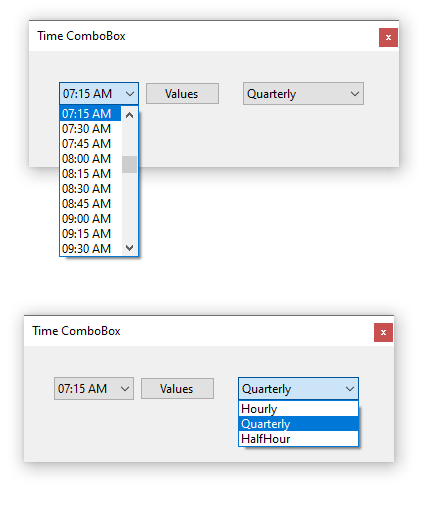 Time ComboBox
x
07:15 AM
Values
Quarterly
07:15 AM
07:30 AM
07:45 AM
08:00 AM
08:15 AM
08:30 AM
08:45 AM
09:00 AM
09:15 AM
09:30 AM
Time ComboBox
x
07:15 AM
Values
Quarterly
Hourly
Quarterly
HalfHour